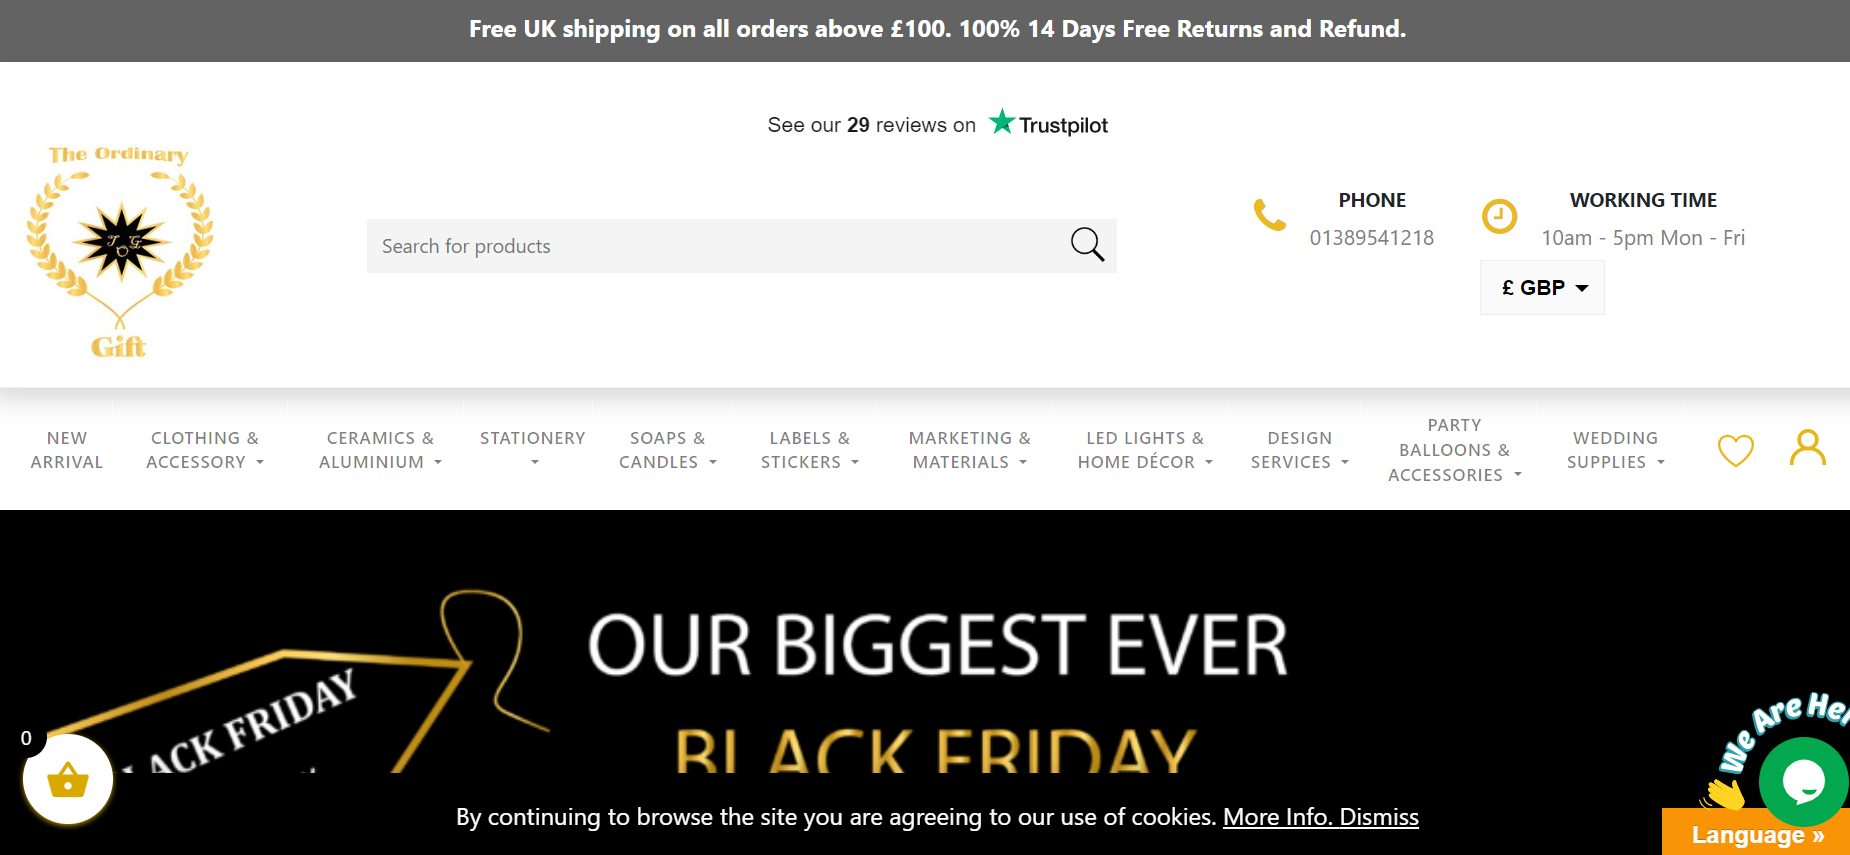 Free UK shipping on all orders above £100. 100% 14 Days Free Returns and Refund.
See our 29 reviews on Trustpilot
The Ordinary
T O G
Gift
Search for products
PHONE
01389541218
WORKING TIME
10am - 5pm Mon - Fri
£ GBP
NEW
ARRIVAL
CLOTHING &
ACCESSORY
CERAMICS &
ALUMINIUM
STATIONERY
SOAPS &
CANDLES
LABELS &
STICKERS
MARKETING &
MATERIALS
LED LIGHTS &
HOME DÉCOR
DESIGN
SERVICES
PARTY
BALLOONS &
ACCESSORIES
WEDDING
SUPPLIES
OUR BIGGEST EVER
BLACK FRIDAY
LACK FRIDAY
0
We Are Her
By continuing to browse the site you are agreeing to our use of cookies. More Info. Dismiss
Language »